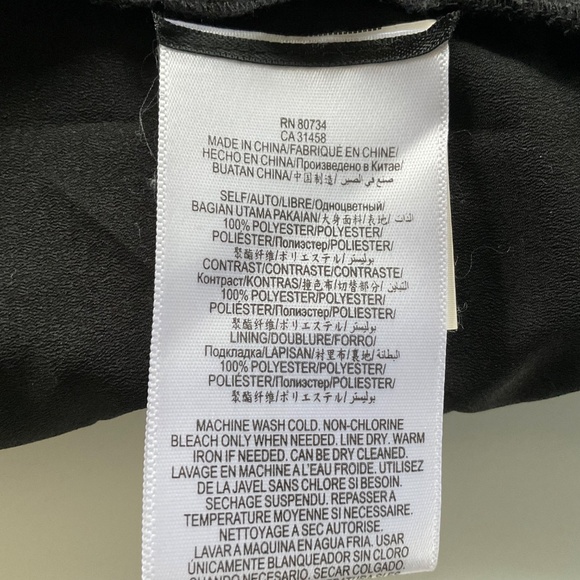 RN 80734
CA 31458
MADE IN CHINA/FABRIQUÉ EN CHINE/
HECHO EN CHINA/Произведено в Китае/
BUATAN CHINA/中国制造/ صنع في الصين/
SELF/AUTO/LIBRE/Одноцветный/
BAGIAN UTAMA PAKAIAN/大身面料/表地/ الذات/
100% POLYESTER/POLYESTER/
POLIÉSTER/Полиэстер/POLIESTER/
聚酯纤维/ポリエステル/ بوليستر/
CONTRAST/CONTRASTE/CONTRASTE/
Контраст/KONTRAS/撞色布/切替部分/ التباين/
100% POLYESTER/POLYESTER/
POLIÉSTER/Полиэстер/POLIESTER/
聚酯纤维/ポリエステル/ بوليستر/
LINING/DOUBLURE/FORRO/
Подкладка/LAPISAN/衬里布/裏地/ البطانة/
100% POLYESTER/POLYESTER/
POLIÉSTER/Полиэстер/POLIESTER/
聚酯纤维/ポリエステル/ بوليستر/
MACHINE WASH COLD. NON-CHLORINE
BLEACH ONLY WHEN NEEDED. LINE DRY. WARM
IRON IF NEEDED. CAN BE DRY CLEANED.
LAVAGE EN MACHINE A L'EAU FROIDE. UTILISEZ
DE LA JAVEL SANS CHLORE SI BESOIN.
SECHAGE SUSPENDU. REPASSER A
TEMPERATURE MOYENNE SI NECESSAIRE.
NETTOYAGE A SEC AUTORISE.
LAVAR A MAQUINA EN AGUA FRIA. USAR
ÚNICAMENTE BLANQUEADOR SIN CLORO
CUANDO NECESARIO. SECAR COLGADO.